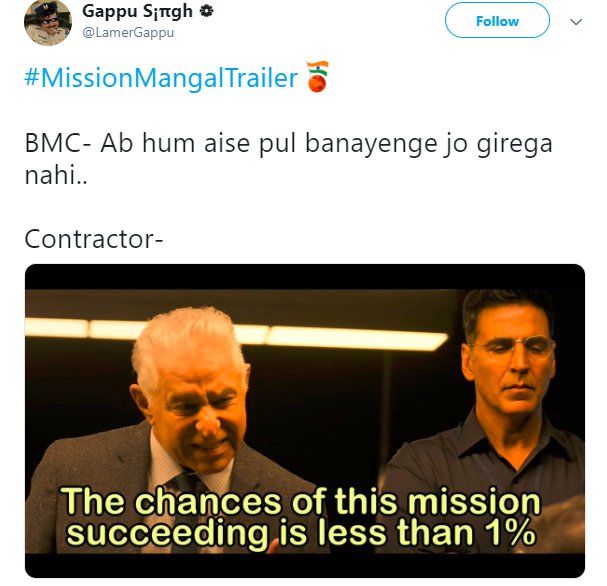 Gappu S¡πgh
@LamerGappu
Follow
#MissionMangalTrailer
BMC- Ab hum aise pul banayenge jo girega
nahi..
Contractor-
The chances of this mission
succeeding is less than 1%